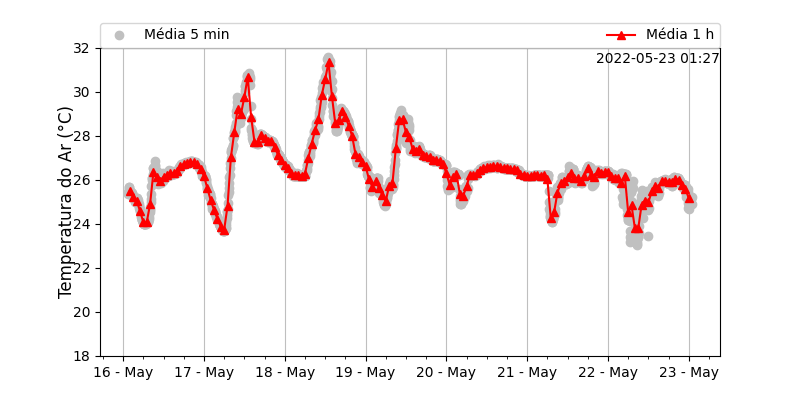 Média 5 min
Média 1 h
2022-05-23 01:27
Temperatura do Ar (°C)
32
30
28
26
24
22
20
18
16 - May
17 - May
18 - May
19 - May
20 - May
21 - May
22 - May
23 - May